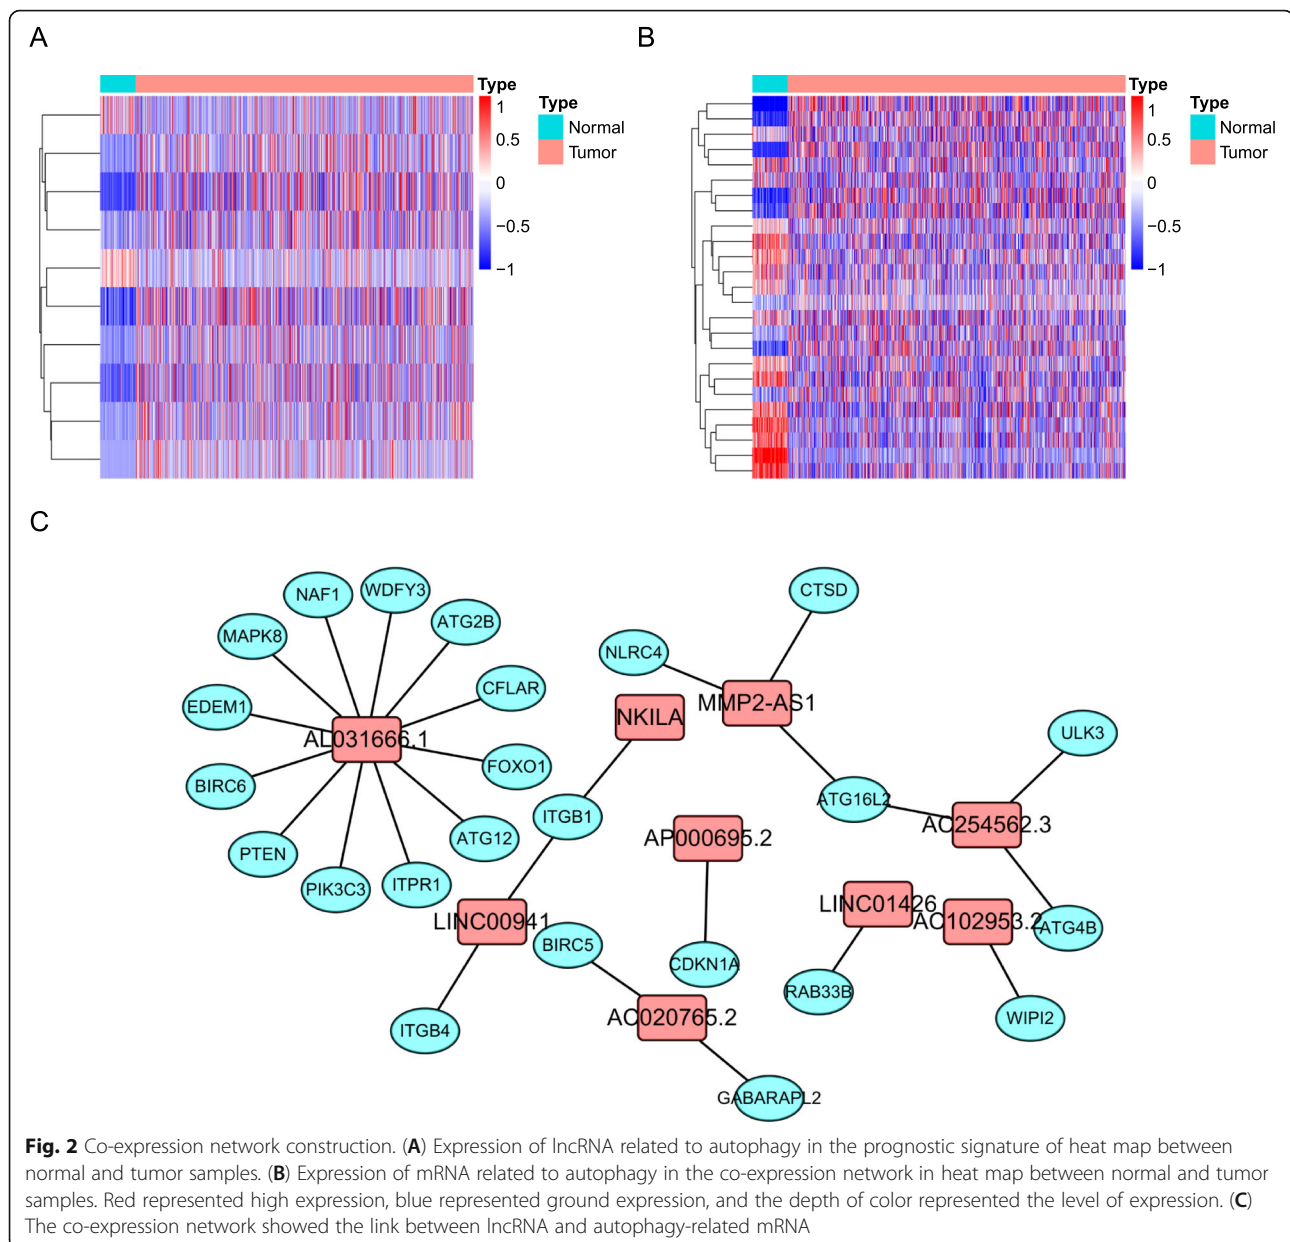 A
B
Type
1
0.5
0
−0.5
−1
Type
Normal
Tumor
Type
1
0.5
0
−0.5
−1
Type
Normal
Tumor
C
NAF1
WDFY3
ATG2B
MAPK8
CFLAR
EDEM1
AL031666.1
FOXO1
BIRC6
ATG12
PTEN
PIK3C3
ITPR1
CTSD
NLRC4
NKILA
MMP2-AS1
ULK3
ITGB1
ATG16L2
AP000695.2
AC254562.3
LINC00941
LINC01426
AC102953.2
ATG4B
BIRC5
CDKN1A
RAB33B
WIPI2
ITGB4
AC020765.2
GABARAPL2
Fig. 2 Co-expression network construction. (A) Expression of lncRNA related to autophagy in the prognostic signature of heat map between
normal and tumor samples. (B) Expression of mRNA related to autophagy in the co-expression network in heat map between normal and tumor
samples. Red represented high expression, blue represented ground expression, and the depth of color represented the level of expression. (C)
The co-expression network showed the link between lncRNA and autophagy-related mRNA